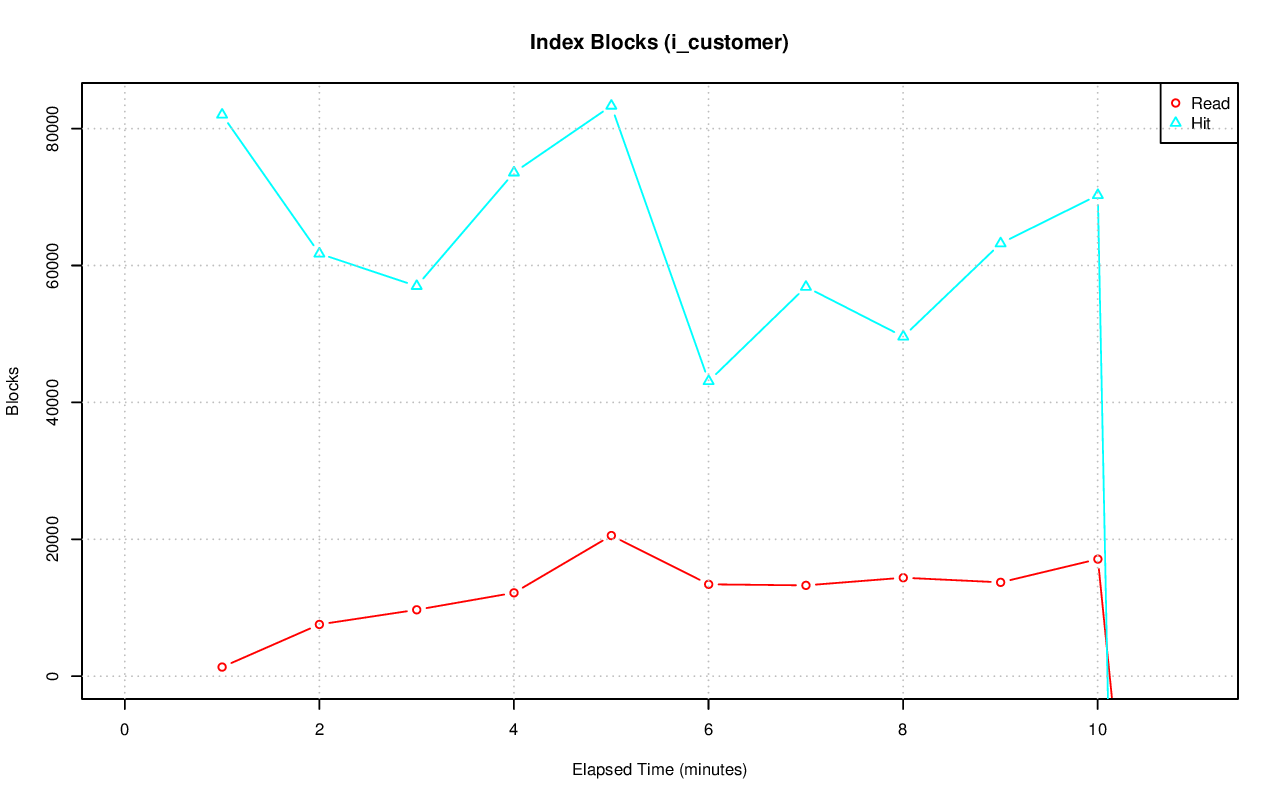 Index Blocks (i_customer)
Read
Hit
80000
60000
40000
20000
0
Blocks
0 2 4 6 8 10
Elapsed Time (minutes)